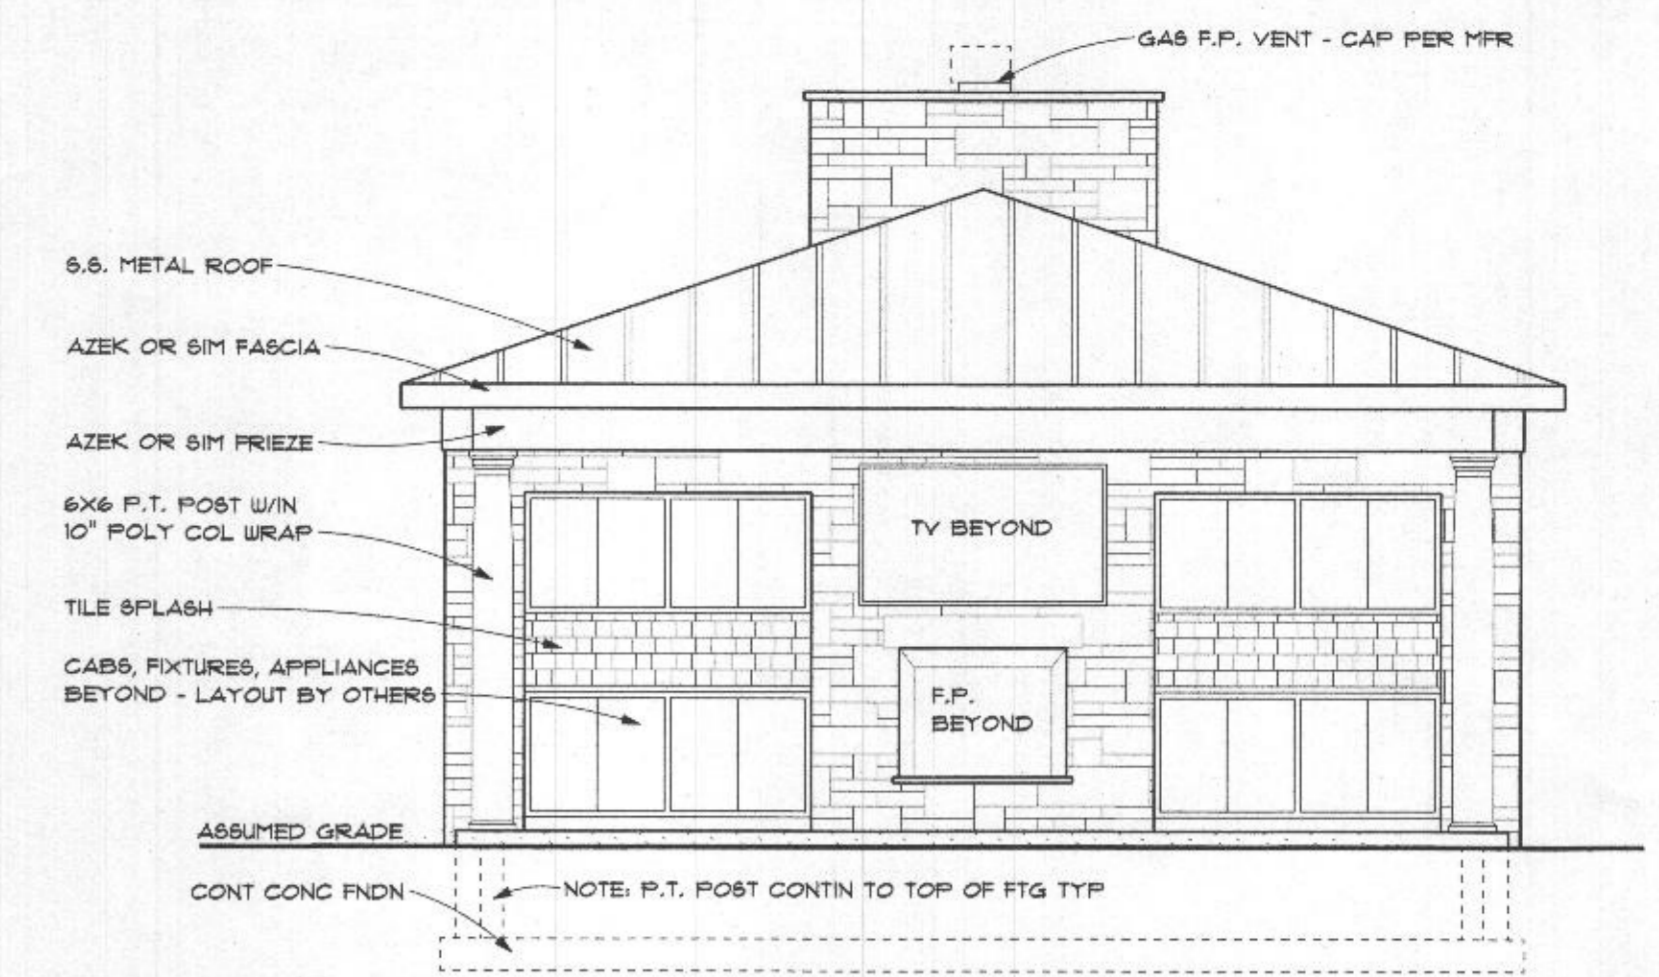 GAS F.P. VENT - CAP PER MFR
S.S. METAL ROOF
AZEK OR SIM FASCIA
AZEK OR SIM FRIEZE
6X6 P.T. POST W/IN
10" POLY COL WRAP
TV BEYOND
TILE SPLASH
CABS, FIXTURES, APPLIANCES
BEYOND - LAYOUT BY OTHERS
F.P.
BEYOND
ASSUMED GRADE
CONT CONC FNDN
NOTE: P.T. POST CONTIN TO TOP OF FTG TYP